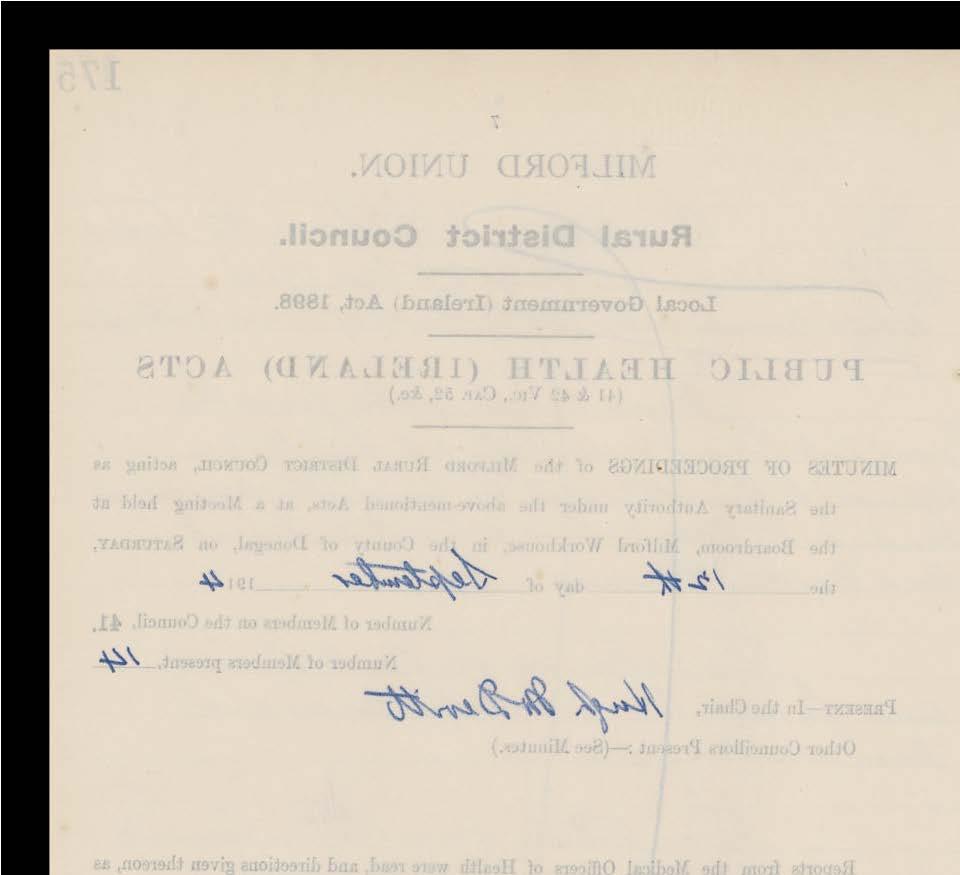 175
7
MILFORD UNION.
Rural District Council.
Local Government (Ireland) Act, 1898.
PUBLIC HEALTH (IRELAND) ACTS
(41 & 42 Vic., Cap. 52, &c.)
MINUTES OF PROCEEDINGS of the Milford Rural District Council, acting as
the Sanitary Authority under the above-mentioned Acts, at a Meeting held at
the Boardroom, Milford Workhouse, in the County of Donegal, on Saturday,
the 12th day of September 1914
Number of Members on the Council, 41.
Number of Members present, 14
Present—In the Chair, Hugh McDevitt
Other Councillors Present :—(See Minutes.)
Reports from the Medical Officers of Health were read, and directions given thereon, as